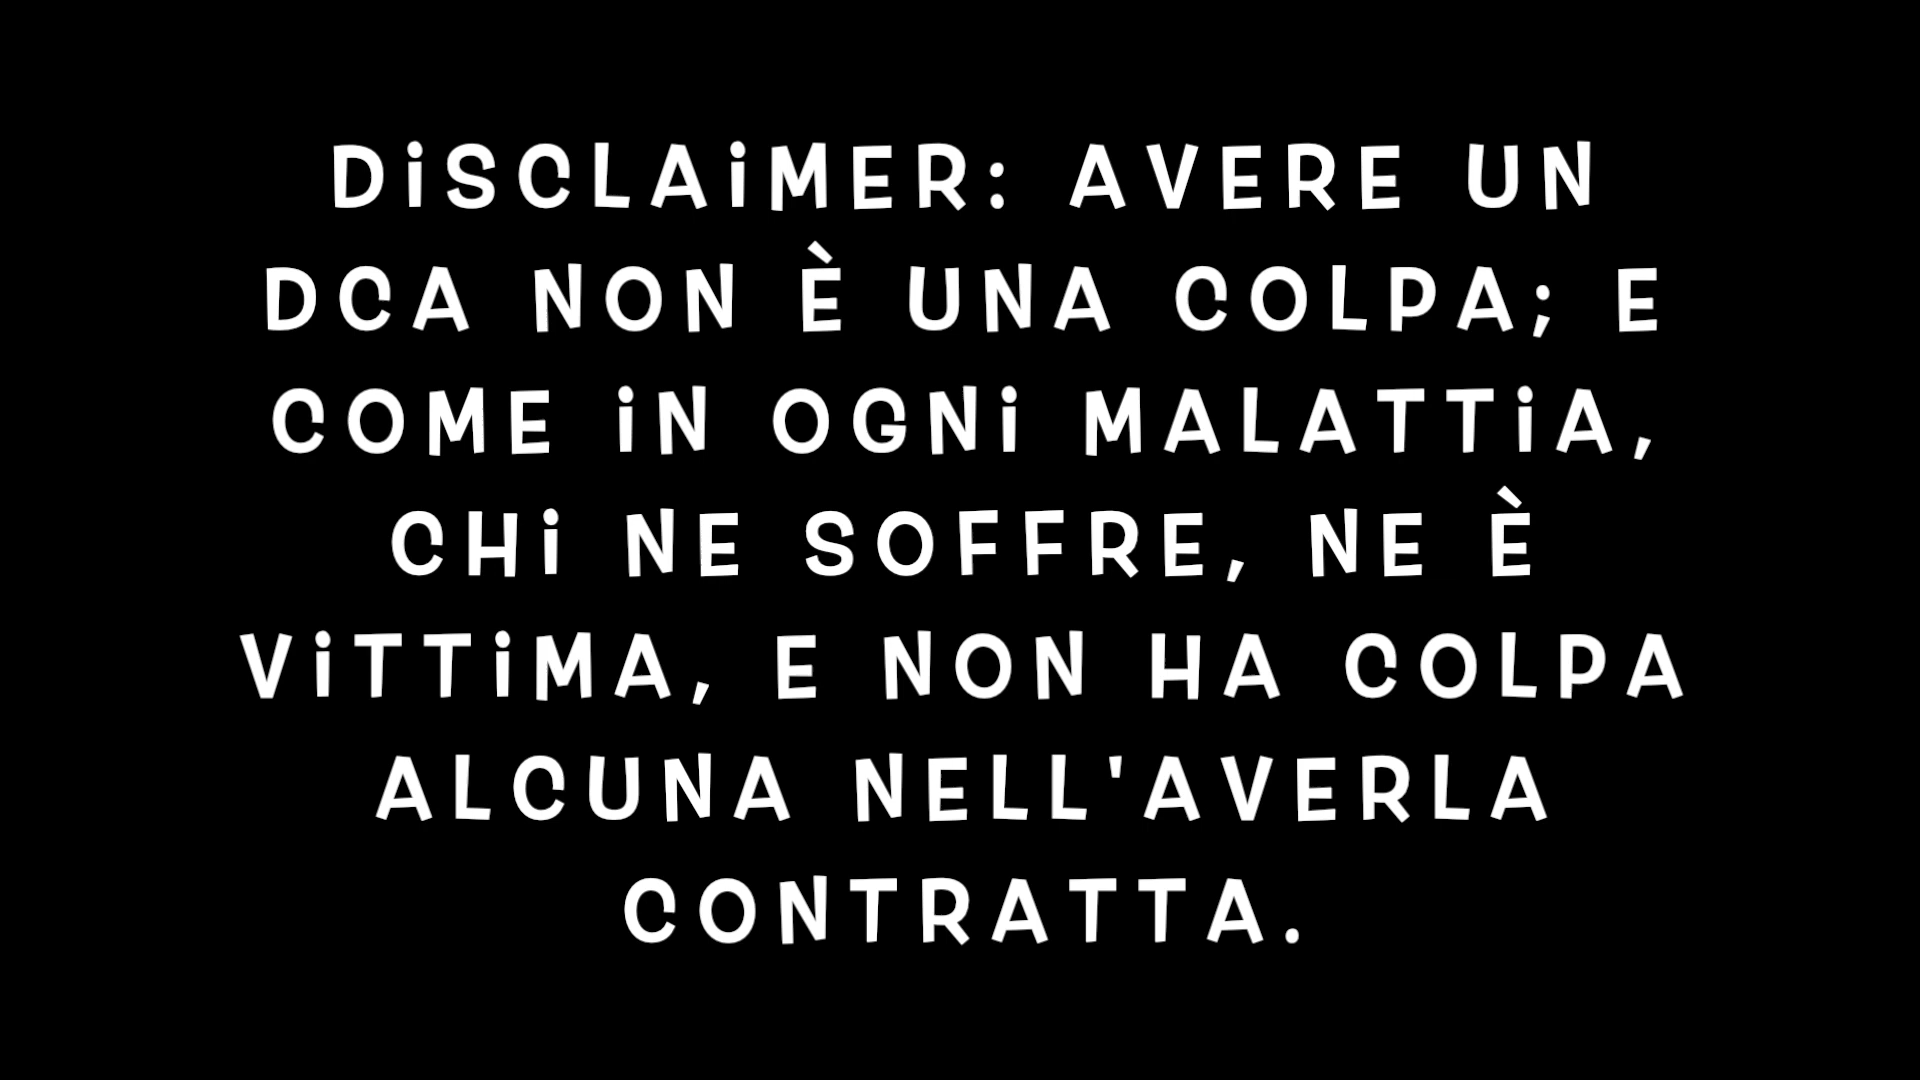 DiSCLAiMER: AVERE UN
DCA NON È UNA COLPA; E
COME iN OGNi MALATTiA,
CHi NE SOFFRE, NE È
ViTTiMA, E NON HA COLPA
ALCUNA NELL'AVERLA
CONTRATTA.